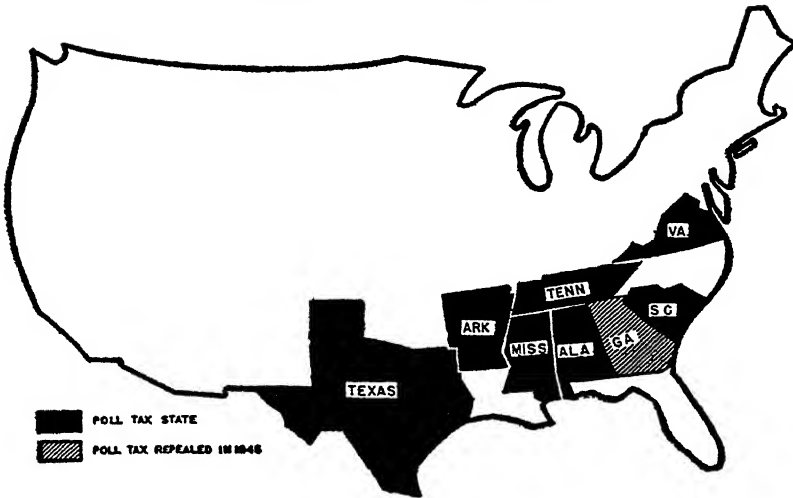 VA.
TENN
S C
ARK
MISS
ALA.
GA.
TEXAS
POLL TAX STATE
POLL TAX REPEALED IN 1945